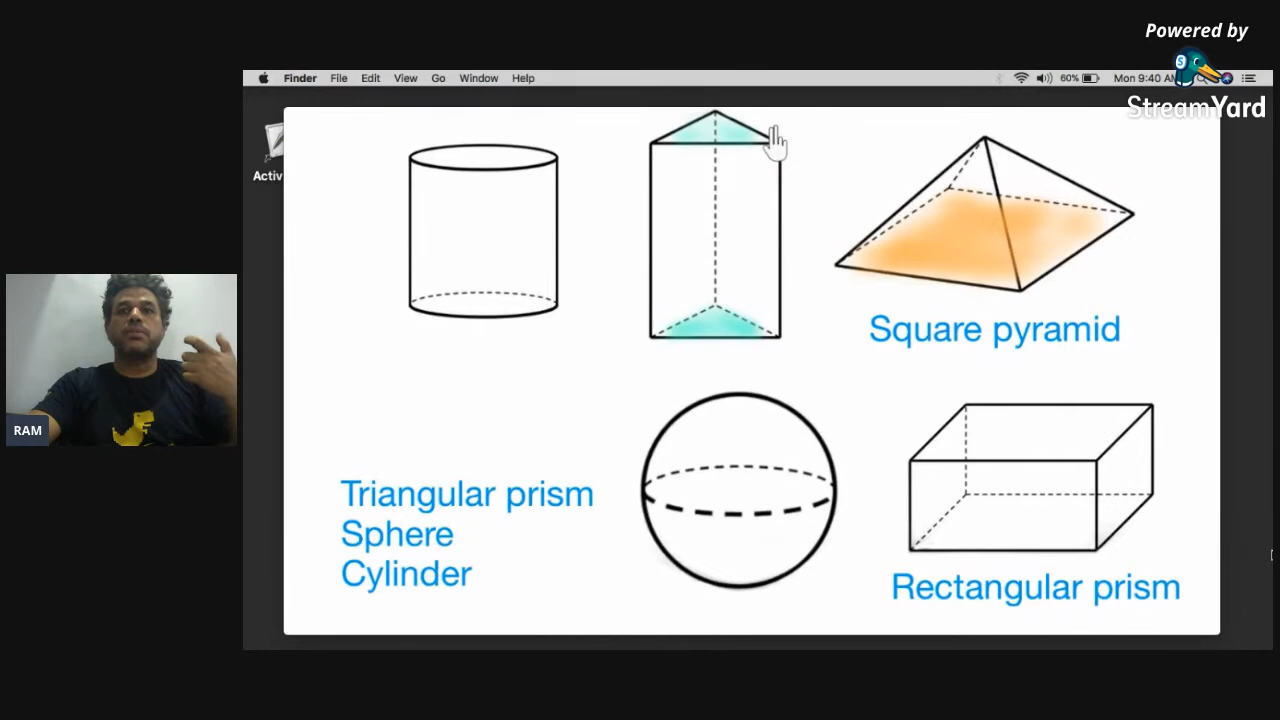 Powered by
StreamYard
Finder File Edit View Go Window Help
60% Mon 9:40 AM
Activ
Square pyramid
RAM
Triangular prism
Sphere
Cylinder
Rectangular prism